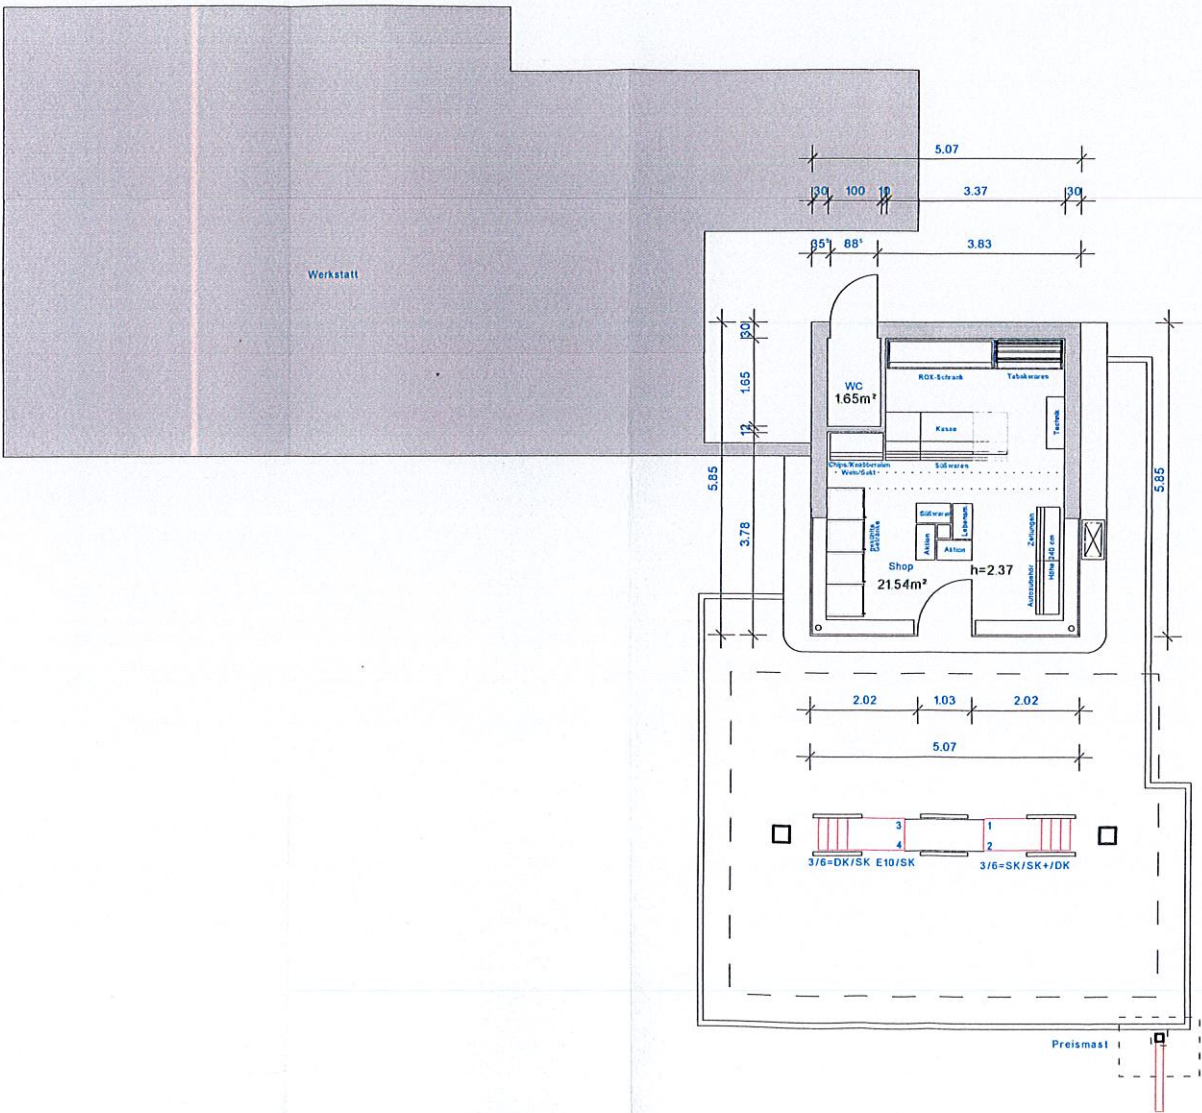 5.07
30 100 10 3.37 30
35⁵ 88⁵ 3.83
Werkstatt
30
1.65
12
3.78
5.85
5.85
WC
1.65m²
Tabakwaren
Kasse
Technik
Chips/Knabbereien
Wein/Sekt
Süßwaren
gekühlte
Getränke
Süßwaren
Lebensm.
Aktion
Aktion
Zeitungen
Autozubehör
Höhe 240 cm
Shop
21.54m²
h=2.37
2.02 1.03 2.02
5.07
3 1
4 2
3/6=DK/SK E10/SK 3/6=SK/SK+/DK
Preismast